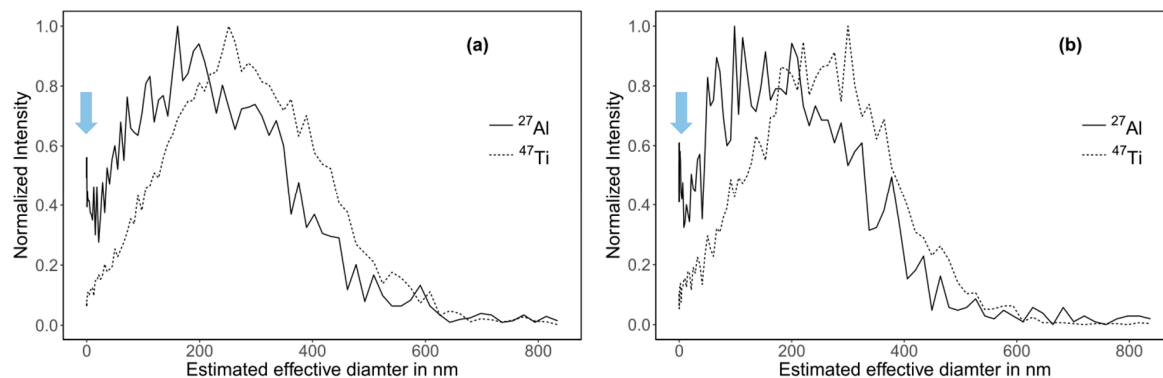 (a)
1.0
0.8
0.6
0.4
0.2
0.0
Normalized Intensity
²⁷Al
⁴⁷Ti
0
200
400
600
800
Estimated effective diamter in nm
(b)
1.0
0.8
0.6
0.4
0.2
0.0
Normalized Intensity
²⁷Al
⁴⁷Ti
0
200
400
600
800
Estimated effective diamter in nm